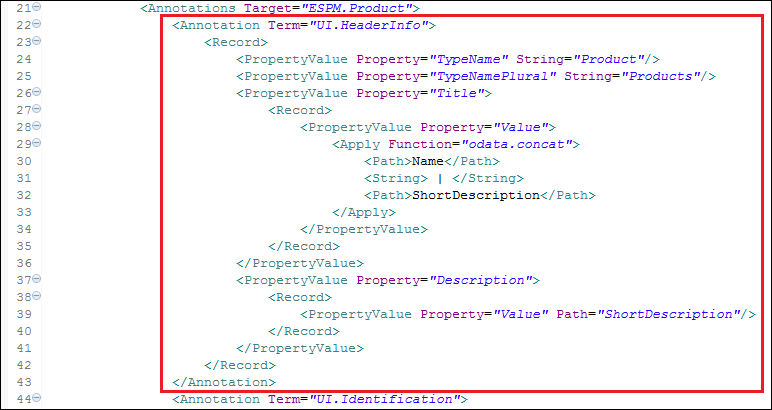 21 <Annotations Target="ESPM.Product">
22 <Annotation Term="UI.HeaderInfo">
23 <Record>
24 <PropertyValue Property="TypeName" String="Product"/>
25 <PropertyValue Property="TypeNamePlural" String="Products"/>
26 <PropertyValue Property="Title">
27 <Record>
28 <PropertyValue Property="Value">
29 <Apply Function="odata.concat">
30 <Path>Name</Path>
31 <String> | </String>
32 <Path>ShortDescription</Path>
33 </Apply>
34 </PropertyValue>
35 </Record>
36 </PropertyValue>
37 <PropertyValue Property="Description">
38 <Record>
39 <PropertyValue Property="Value" Path="ShortDescription"/>
40 </Record>
41 </PropertyValue>
42 </Record>
43 </Annotation>
44 <Annotation Term="UI.Identification">